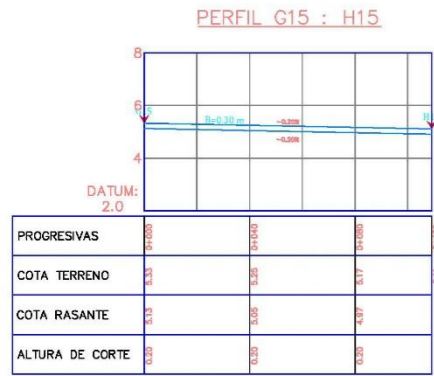 PERFIL G15 : H15
8
6
B=0.30 m -0.20%
-0.20%
4
DATUM:
2.0
PROGRESIVAS 0+000 0+040 0+080
COTA TERRENO 5.33 5.25 5.17
COTA RASANTE 5.13 5.05 4.97
ALTURA DE CORTE 0.20 0.20 0.20